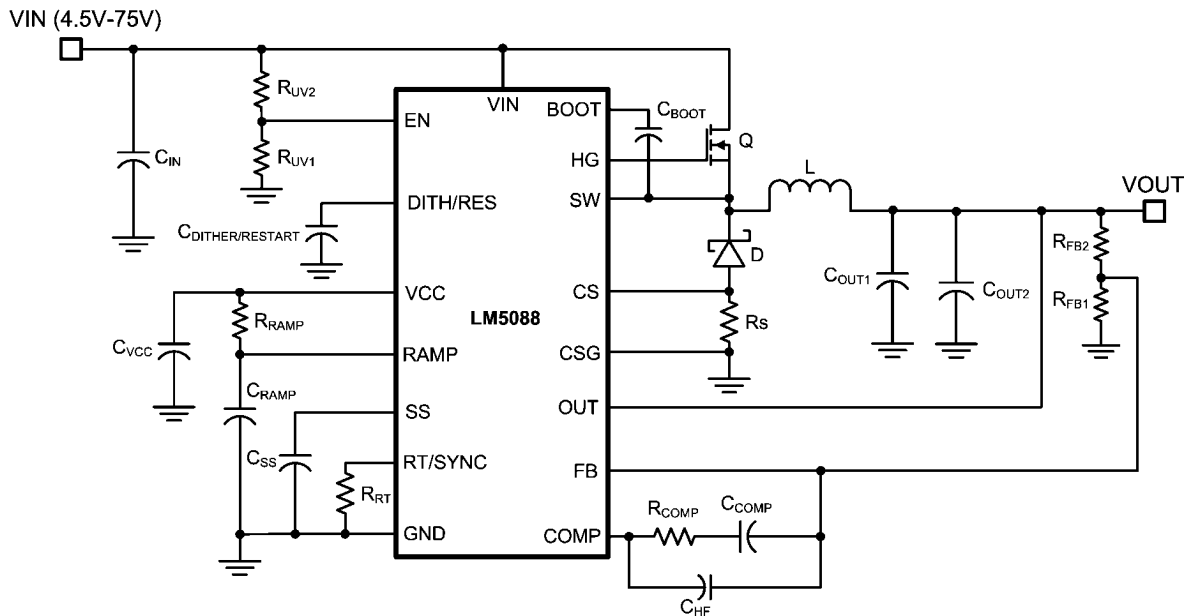 VIN (4.5V-75V)
RUV2
VIN
BOOT
CBOOT
EN
Q
CIN
RUV1
HG
L
VOUT
DITH/RES
SW
CDITHER/RESTART
D
RFB2
COUT1
COUT2
VCC
CS
RFB1
LM5088
RS
RRAMP
CVCC
RAMP
CSG
CRAMP
SS
OUT
CSS
RT/SYNC
FB
RRT
RCOMP
CCOMP
GND
COMP
CHF